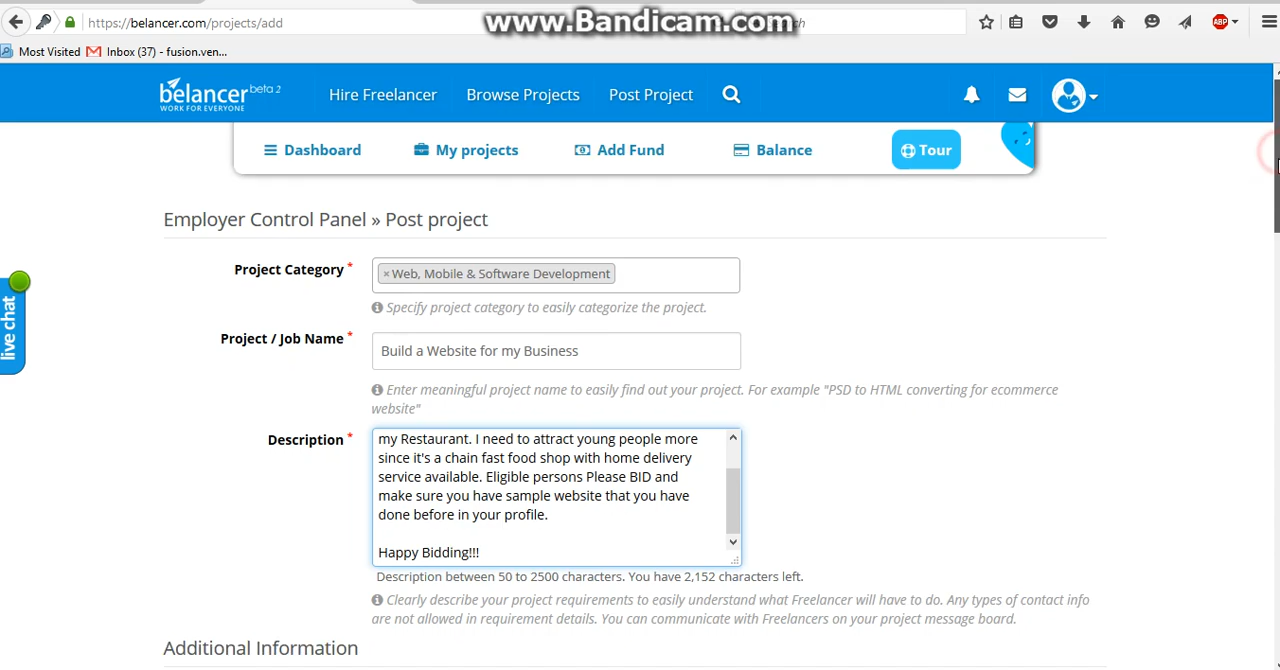 https://belancer.com/projects/add
www.Bandicam.com
ABP
Most Visited
Inbox (37) - fusion.ven...
belancer beta 2
WORK FOR EVERYONE
Hire Freelancer
Browse Projects
Post Project
Dashboard
My projects
Add Fund
Balance
Tour
Employer Control Panel » Post project
Project Category *
× Web, Mobile & Software Development
Specify project category to easily categorize the project.
Project / Job Name *
Build a Website for my Business
Enter meaningful project name to easily find out your project. For example "PSD to HTML converting for ecommerce
website"
Description *
my Restaurant. I need to attract young people more
since it's a chain fast food shop with home delivery
service available. Eligible persons Please BID and
make sure you have sample website that you have
done before in your profile.
Happy Bidding!!!
Description between 50 to 2500 characters. You have 2,152 characters left.
Clearly describe your project requirements to easily understand what Freelancer will have to do. Any types of contact info
are not allowed in requirement details. You can communicate with Freelancers on your project message board.
live chat
Additional Information